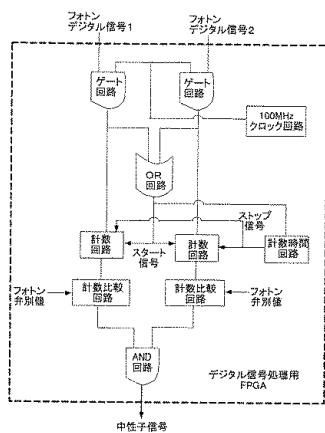 フォトン
デジタル信号1
フォトン
デジタル信号2
ゲート
回路
ゲート
回路
100MHz
クロック回路
OR
回路
ストップ
信号
計数
回路
スタート
信号
計数
回路
計数時間
回路
フォトン
弁別値
計数比較
回路
計数比較
回路
フォトン
弁別値
AND
回路
デジタル信号処理用
FPGA
中性子信号